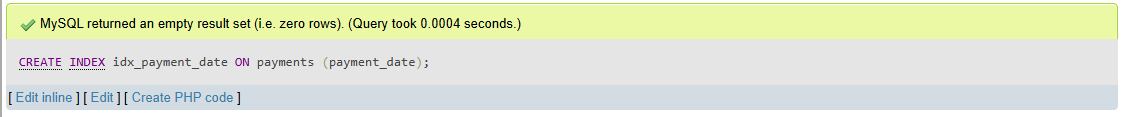 MySQL returned an empty result set (i.e. zero rows). (Query took 0.0004 seconds.)
CREATE INDEX idx_payment_date ON payments (payment_date);
[ Edit inline ] [ Edit ] [ Create PHP code ]